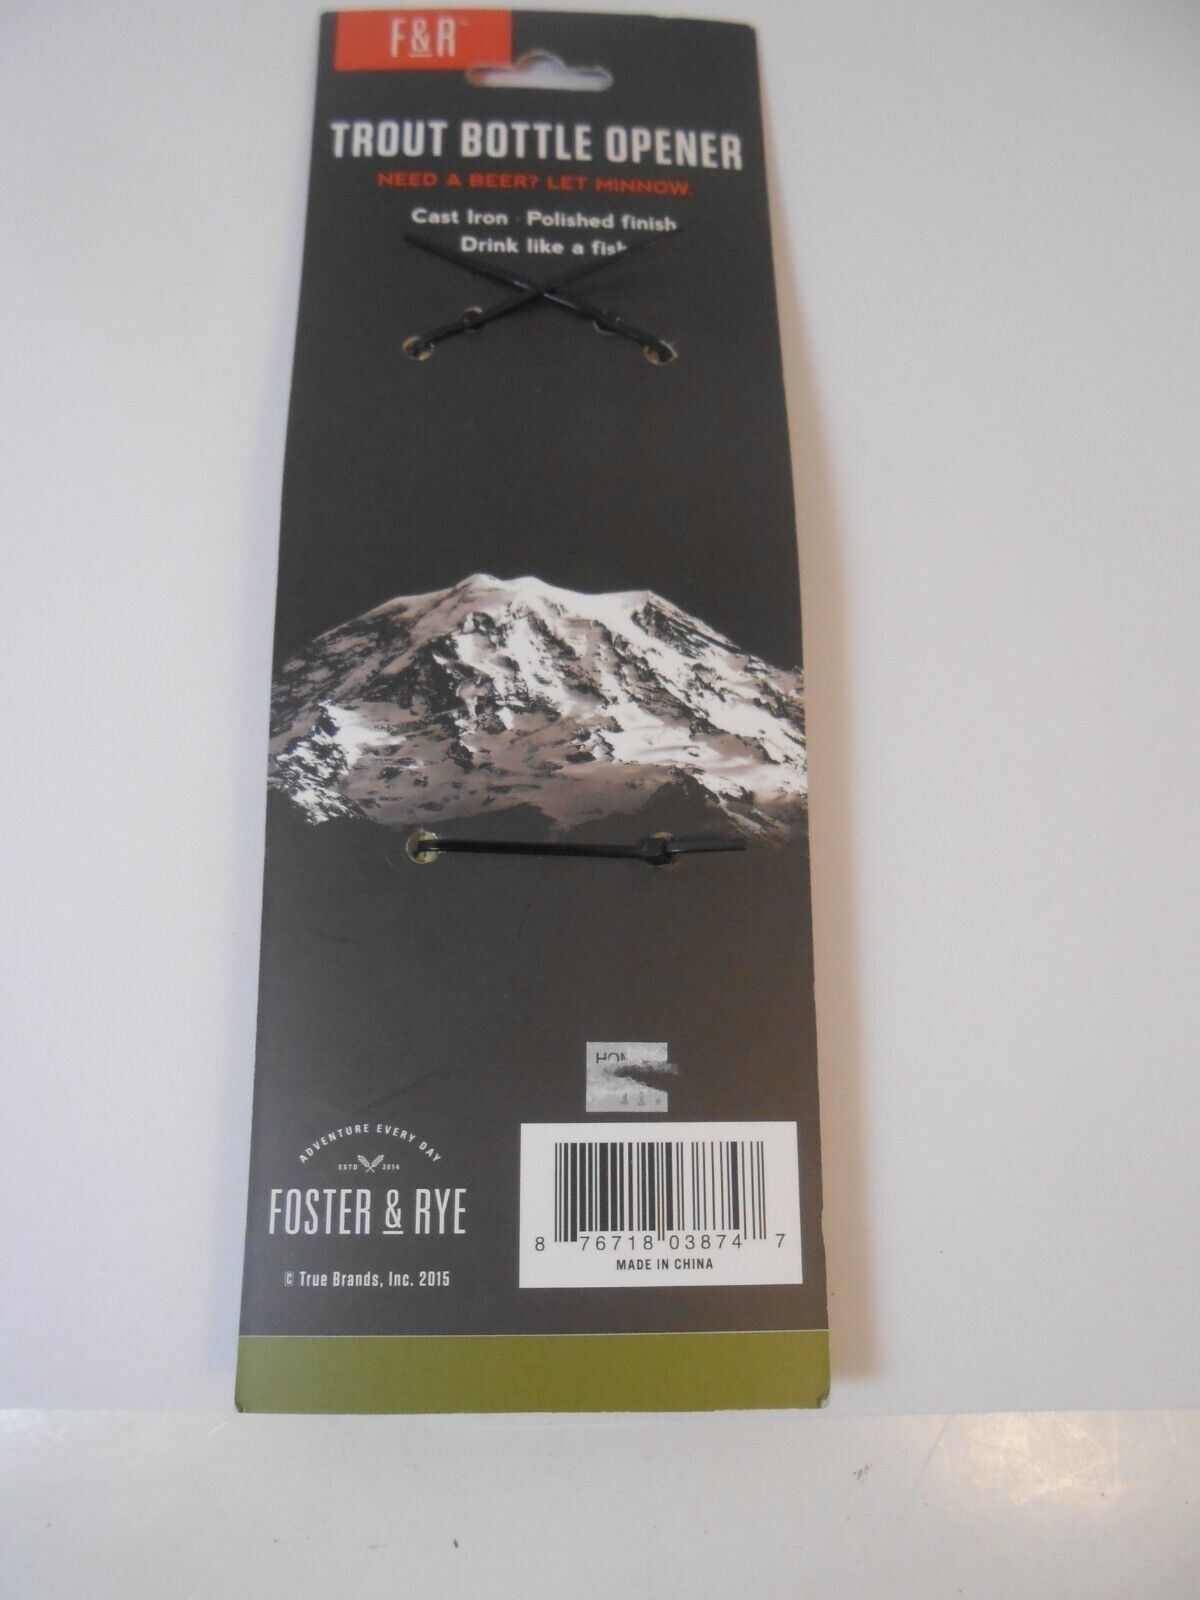 F&R™
TROUT BOTTLE OPENER
NEED A BEER? LET MINNOW.
Cast Iron · Polished finish
Drink like a fish
ADVENTURE EVERY DAY
ESTD 2014
FOSTER & RYE
© True Brands, Inc. 2015
8 76718 03874 7
MADE IN CHINA